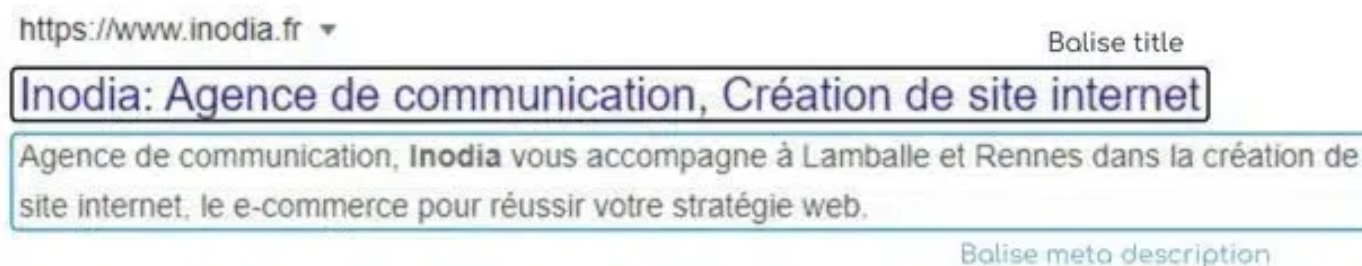 https://www.inodia.fr
Balise title
Inodia: Agence de communication, Création de site internet
Agence de communication, Inodia vous accompagne à Lamballe et Rennes dans la création de
site internet, le e-commerce pour réussir votre stratégie web.
Balise meta description